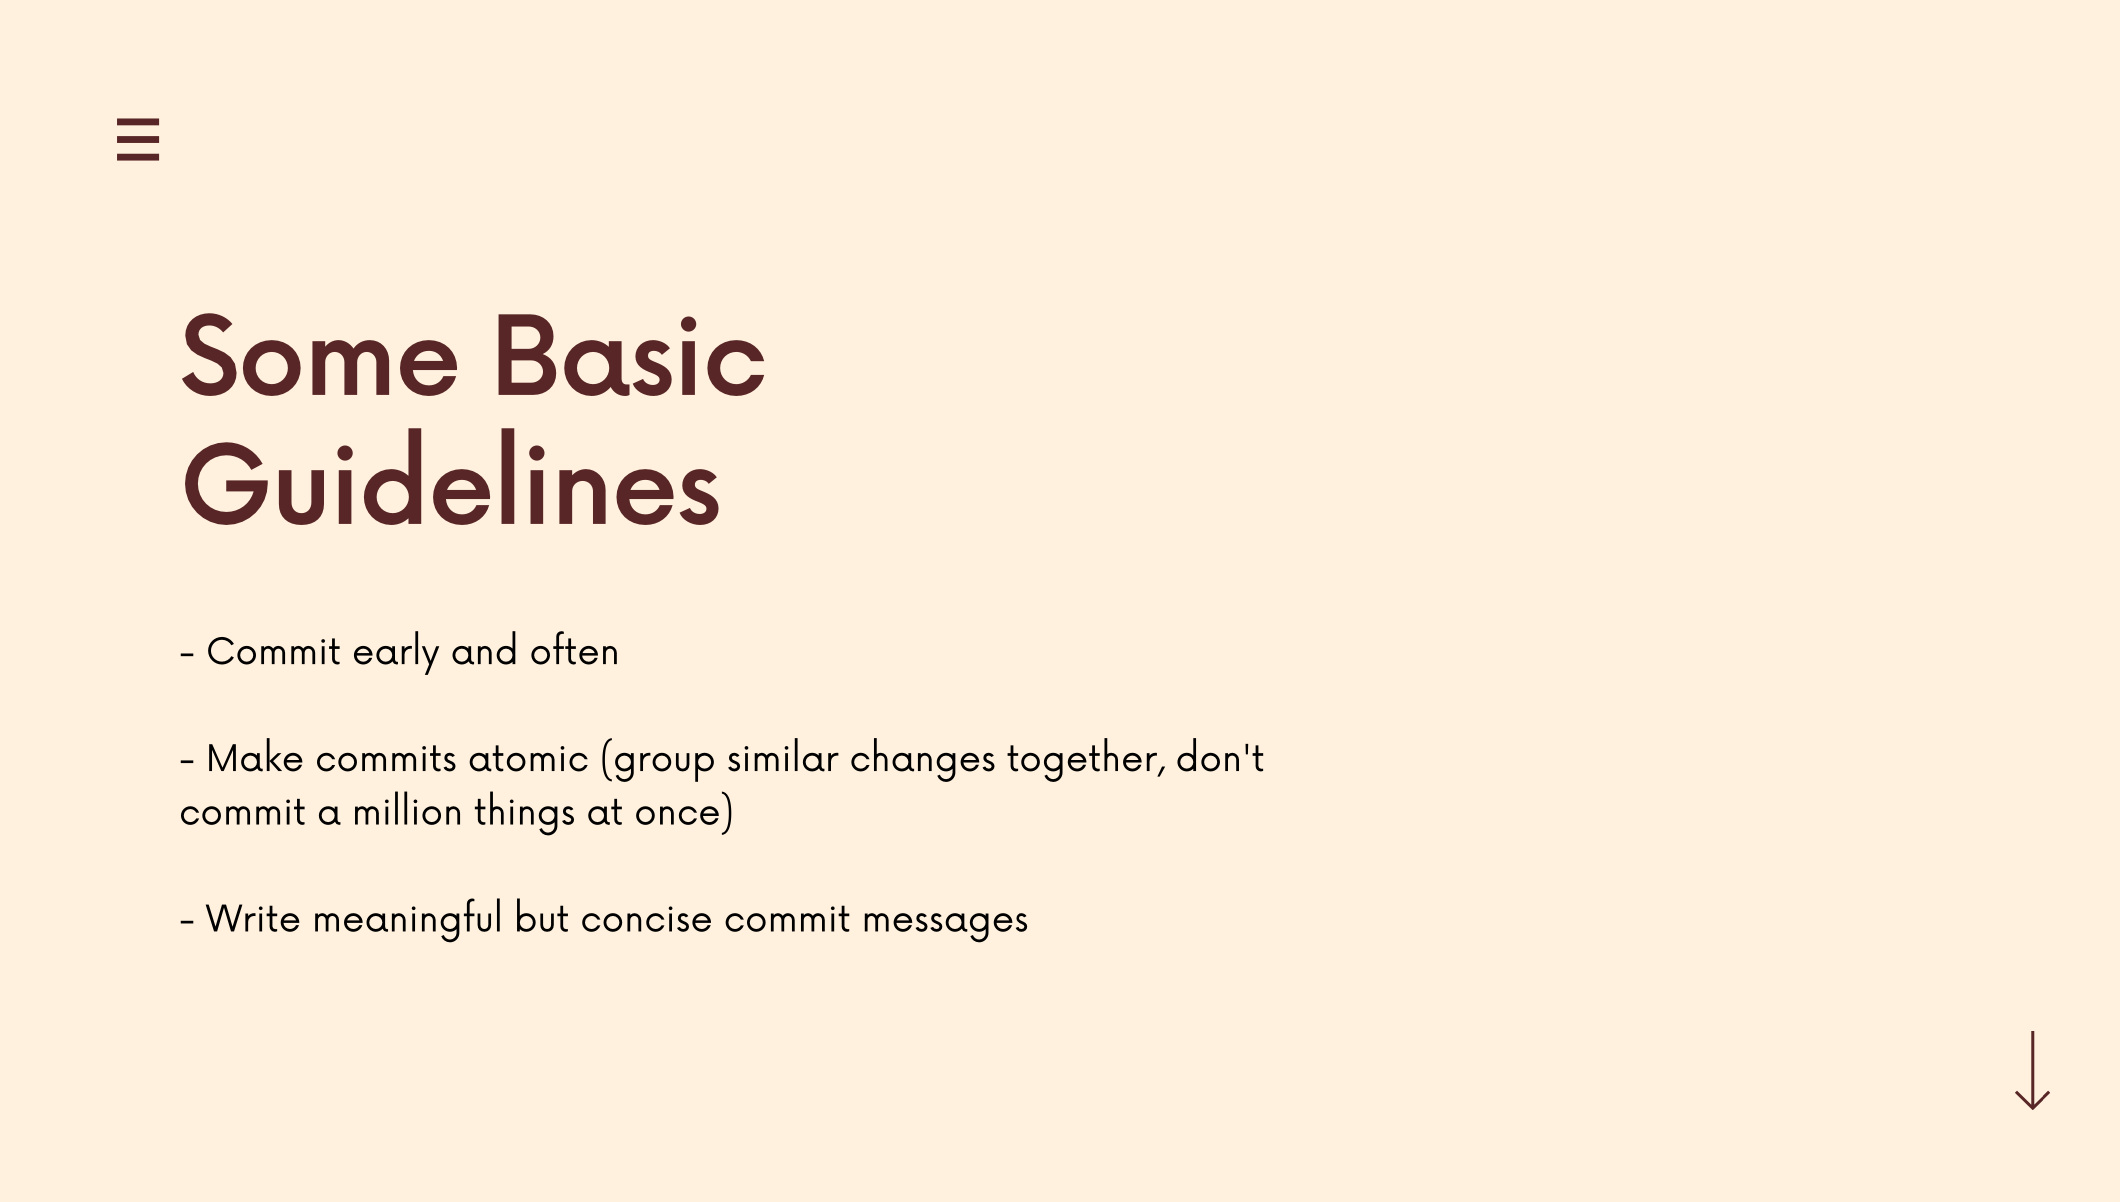 Some Basic
Guidelines
- Commit early and often
- Make commits atomic (group similar changes together, don't
commit a million things at once)
- Write meaningful but concise commit messages